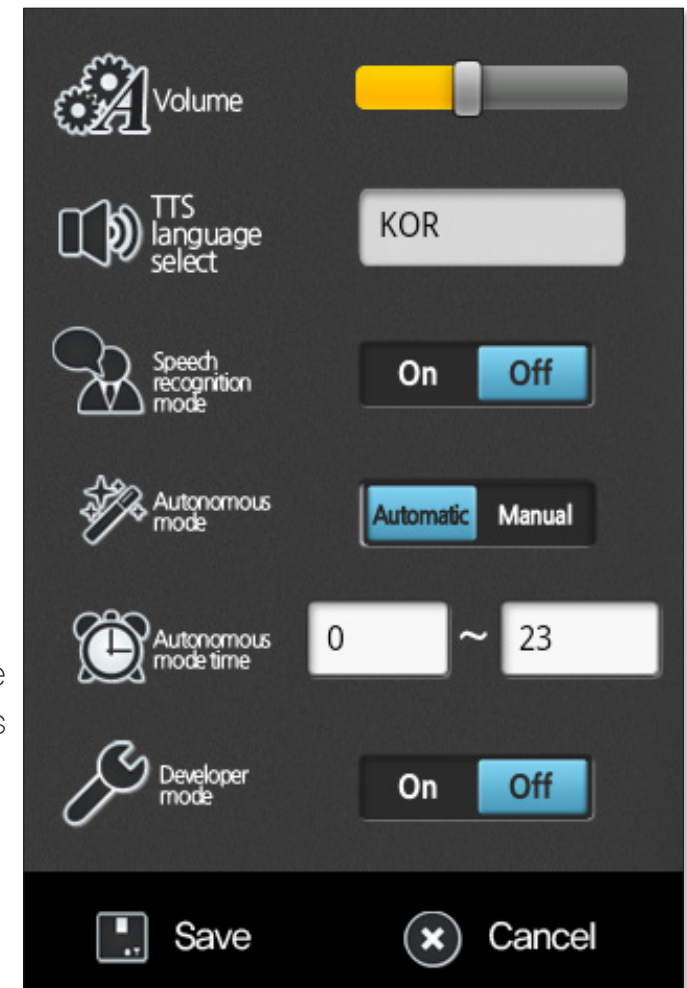 Volume
TTS
language
select
KOR
Speech
recognition
mode
On Off
Autonomous
mode
Automatic Manual
Autonomous
mode time
0 ~ 23
e
s
Developer
mode
On Off
Save Cancel